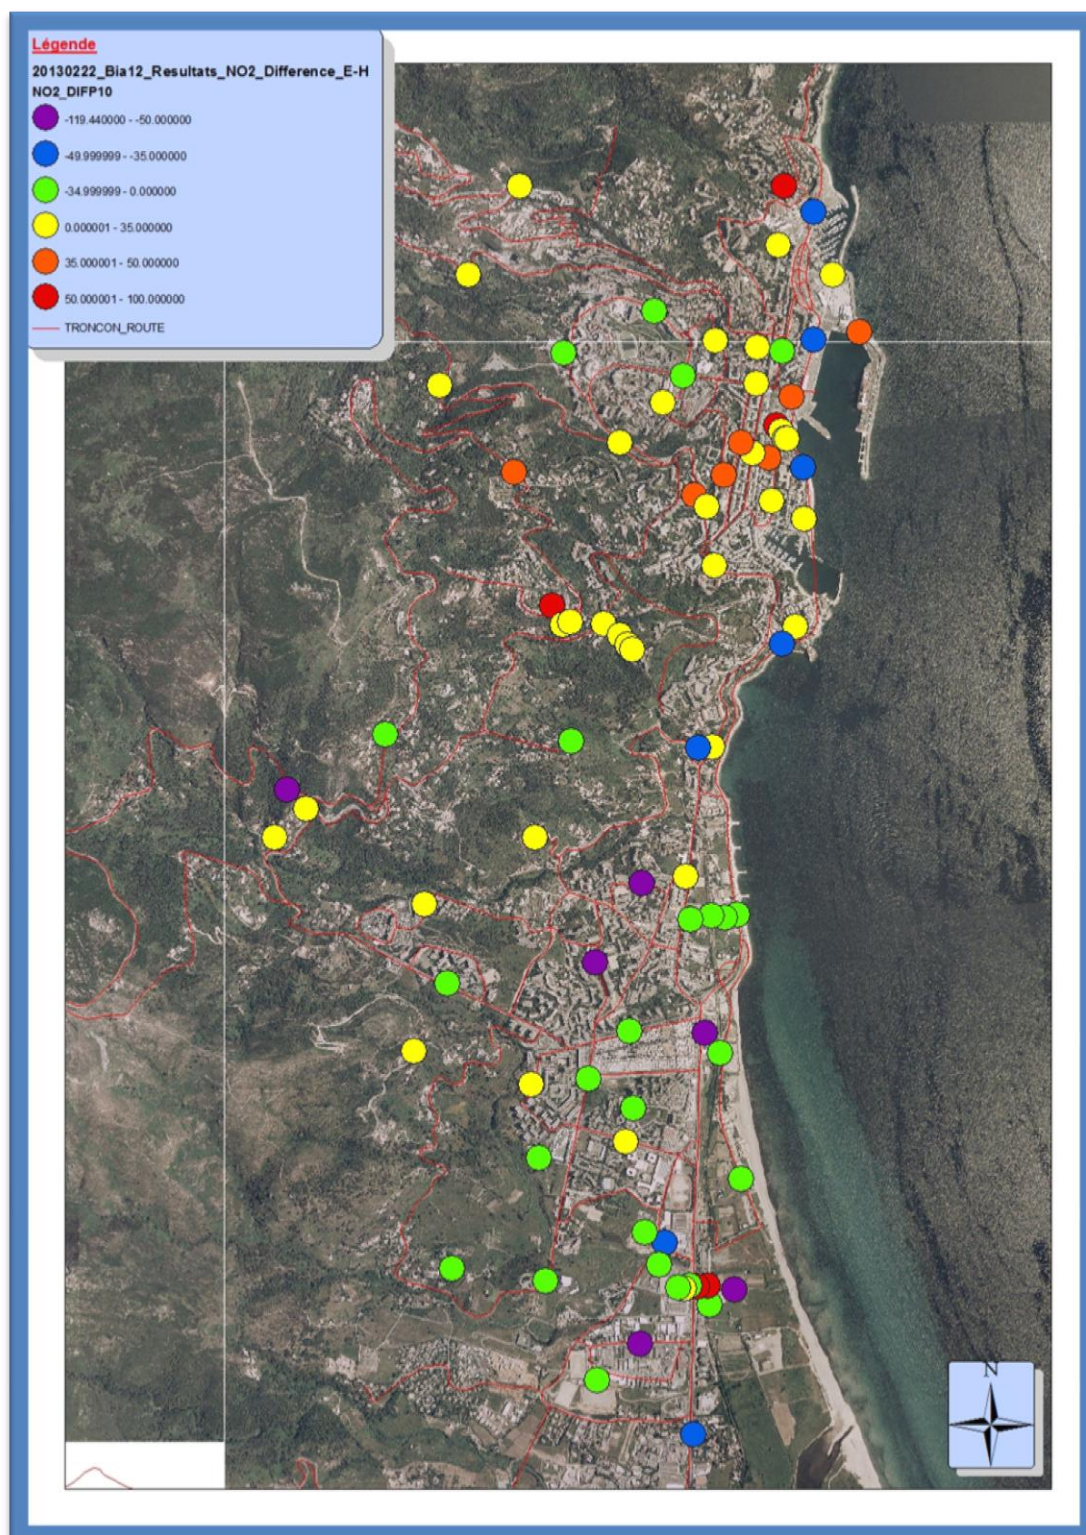 Légende
20130222_Bia12_Resultats_NO2_Difference_E-H
NO2_DIFP10
-119.440000 - -50.000000
-49.999999 - -35.000000
-34.999999 - 0.000000
0.000001 - 35.000000
35.000001 - 50.000000
50.000001 - 100.000000
TRONCON_ROUTE
N